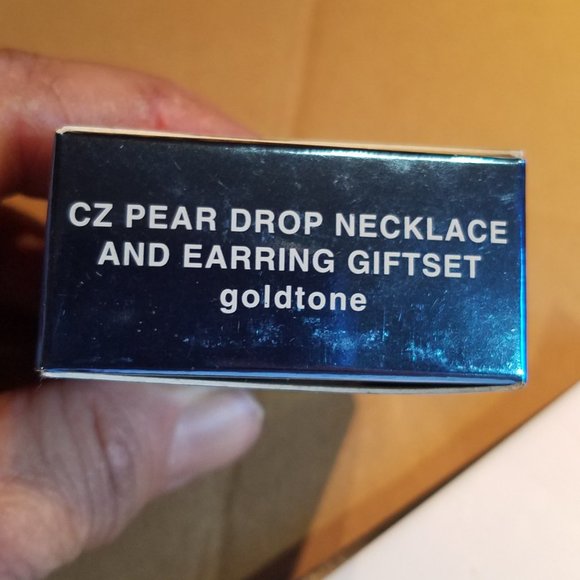 CZ PEAR DROP NECKLACE
AND EARRING GIFTSET
goldtone